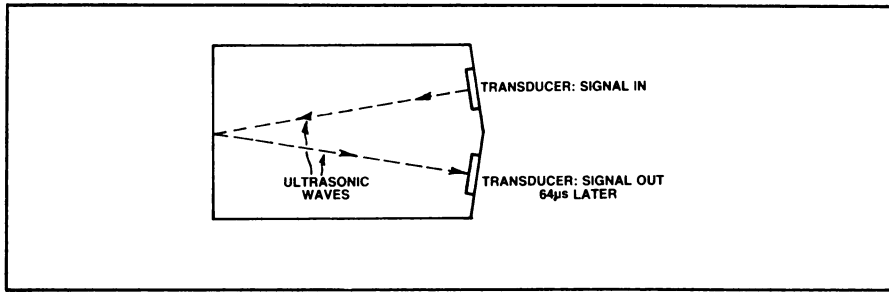 TRANSDUCER: SIGNAL IN
ULTRASONIC
WAVES
TRANSDUCER: SIGNAL OUT
64µs LATER